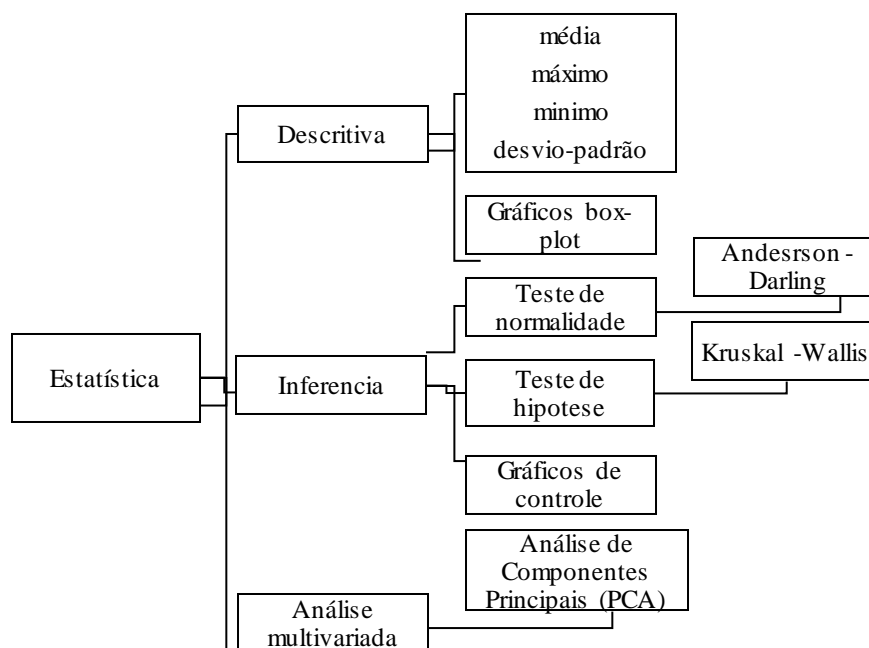 média
máximo
minimo
desvio-padrão
Descritiva
Gráficos box-
plot
Andesrson -
Darling
Teste de
normalidade
Kruskal -Wallis
Estatística
Inferencia
Teste de
hipotese
Gráficos de
controle
Análise de
Componentes
Principais (PCA)
Análise
multivariada